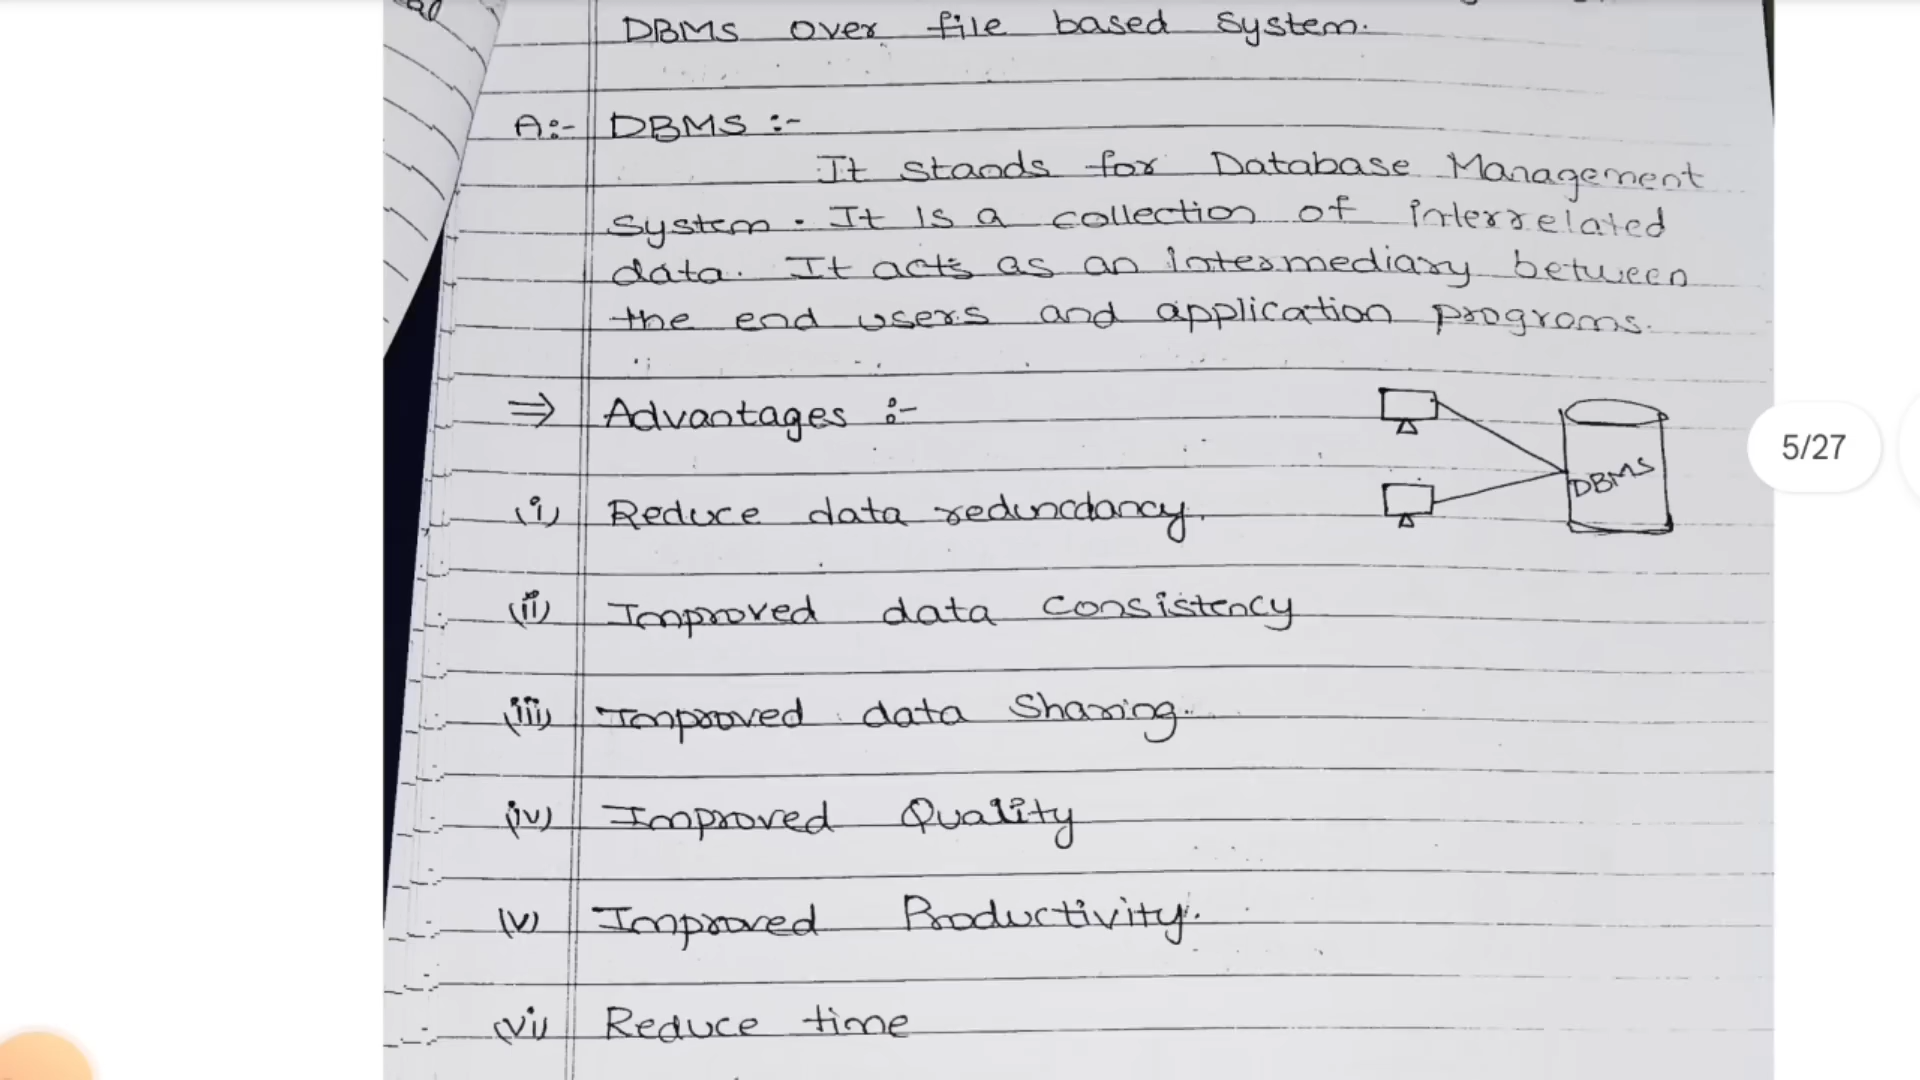 DBMS over file based system.
A:- DBMS :-
It stands for Database Management
System. It is a collection of interrelated
data. It acts as an intermediary between
the end users and application programs.
⇒ Advantages :-
DBMS
5/27
(i) Reduce data reduncdancy.
(ii) Improved data consistency
(iii) Improved data Sharing.
(iv) Improved Quality
(v) Improved Productivity.
(vi) Reduce time